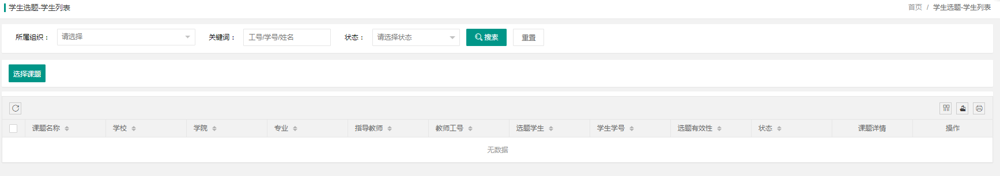 学生选题-学生列表
首页 / 学生选题-学生列表
所属组织： 请选择 关键词： 工号/学号/姓名 状态： 请选择状态 搜索 重置
选择课题
课题名称 学校 学院 专业 指导教师 教师工号 选题学生 学生学号 选题有效性 状态 课题详情 操作
无数据